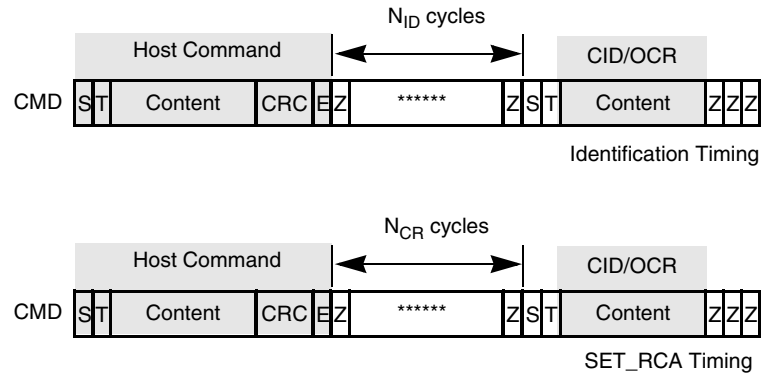 N_ID cycles
Host Command CID/OCR
CMD S T Content CRC E Z ****** Z S T Content Z Z Z
Identification Timing
N_CR cycles
Host Command CID/OCR
CMD S T Content CRC E Z ****** Z S T Content Z Z Z
SET_RCA Timing